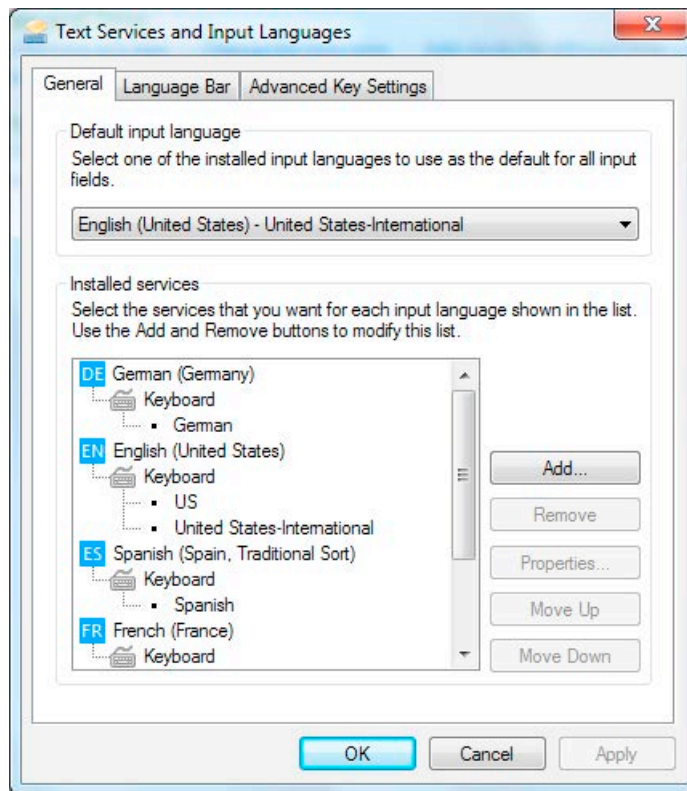 Text Services and Input Languages
General
Language Bar
Advanced Key Settings
Default input language
Select one of the installed input languages to use as the default for all input
fields.
English (United States) - United States-International
Installed services
Select the services that you want for each input language shown in the list.
Use the Add and Remove buttons to modify this list.
DE German (Germany)
Keyboard
German
EN English (United States)
Keyboard
US
United States-International
ES Spanish (Spain, Traditional Sort)
Keyboard
Spanish
FR French (France)
Keyboard
Add...
Remove
Properties...
Move Up
Move Down
OK
Cancel
Apply